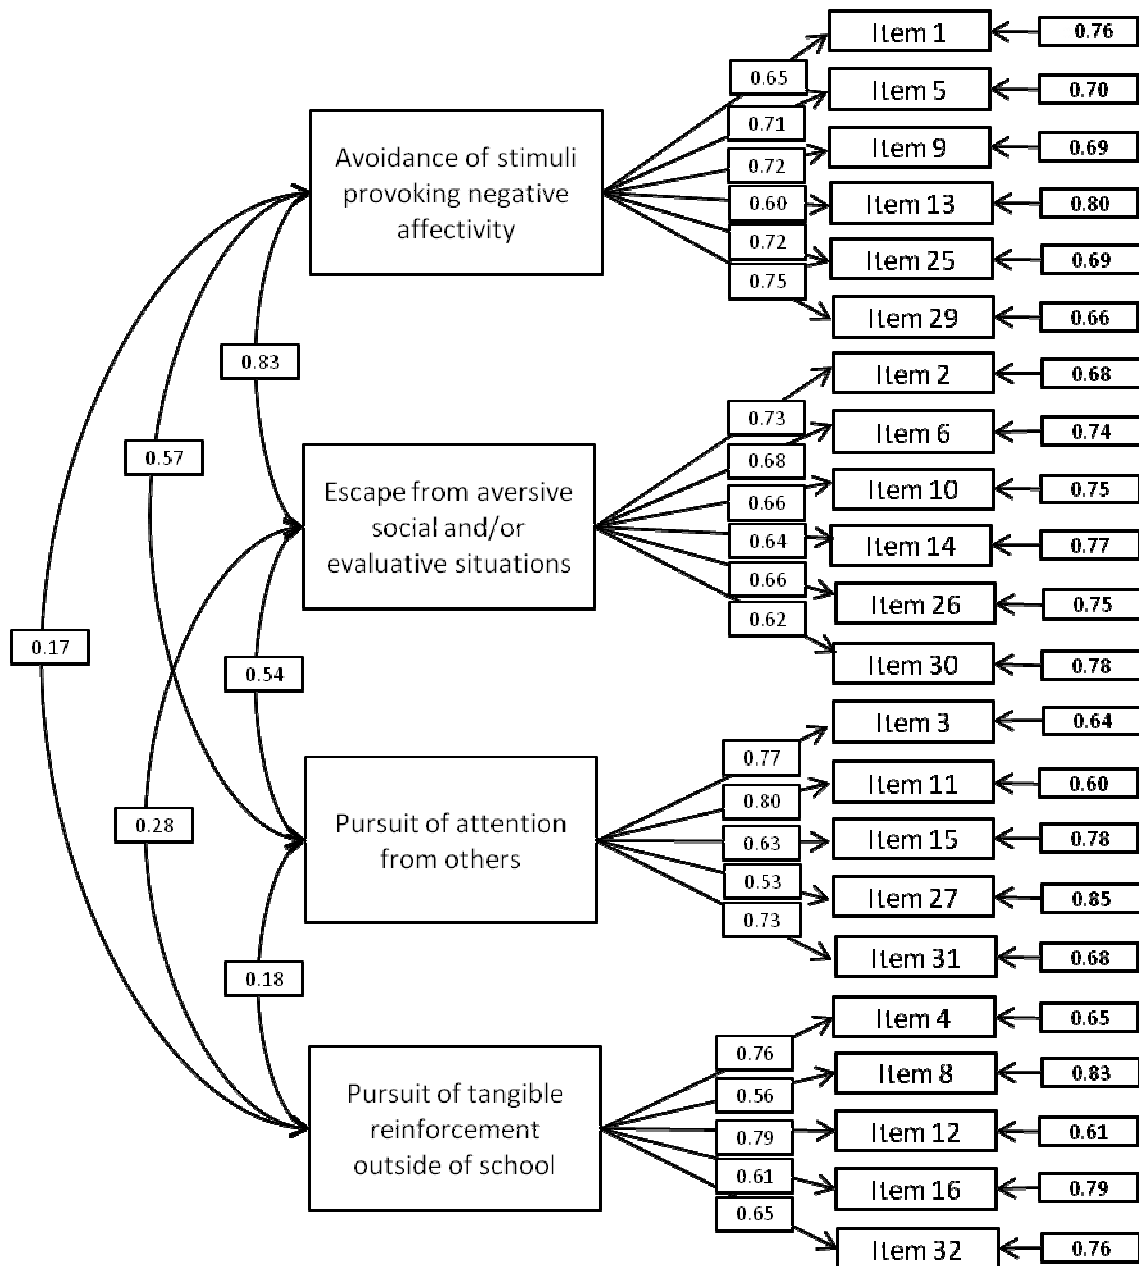 Item 1
0.76
0.65
Item 5
0.70
0.71
Item 9
0.69
Avoidance of stimuli
provoking negative
affectivity
0.72
0.60
Item 13
0.80
0.72
Item 25
0.69
0.75
Item 29
0.66
0.83
Item 2
0.68
0.73
Item 6
0.74
0.57
0.68
Item 10
0.75
Escape from aversive
social and/or
evaluative situations
0.66
0.64
Item 14
0.77
0.66
Item 26
0.75
0.62
0.17
0.54
Item 30
0.78
Item 3
0.64
0.77
Item 11
0.60
0.80
0.28
Pursuit of attention
from others
0.63
Item 15
0.78
0.53
Item 27
0.85
0.73
Item 31
0.68
0.18
Item 4
0.65
0.76
Item 8
0.83
0.56
Pursuit of tangible
reinforcement
outside of school
0.79
Item 12
0.61
0.61
Item 16
0.79
0.65
Item 32
0.76